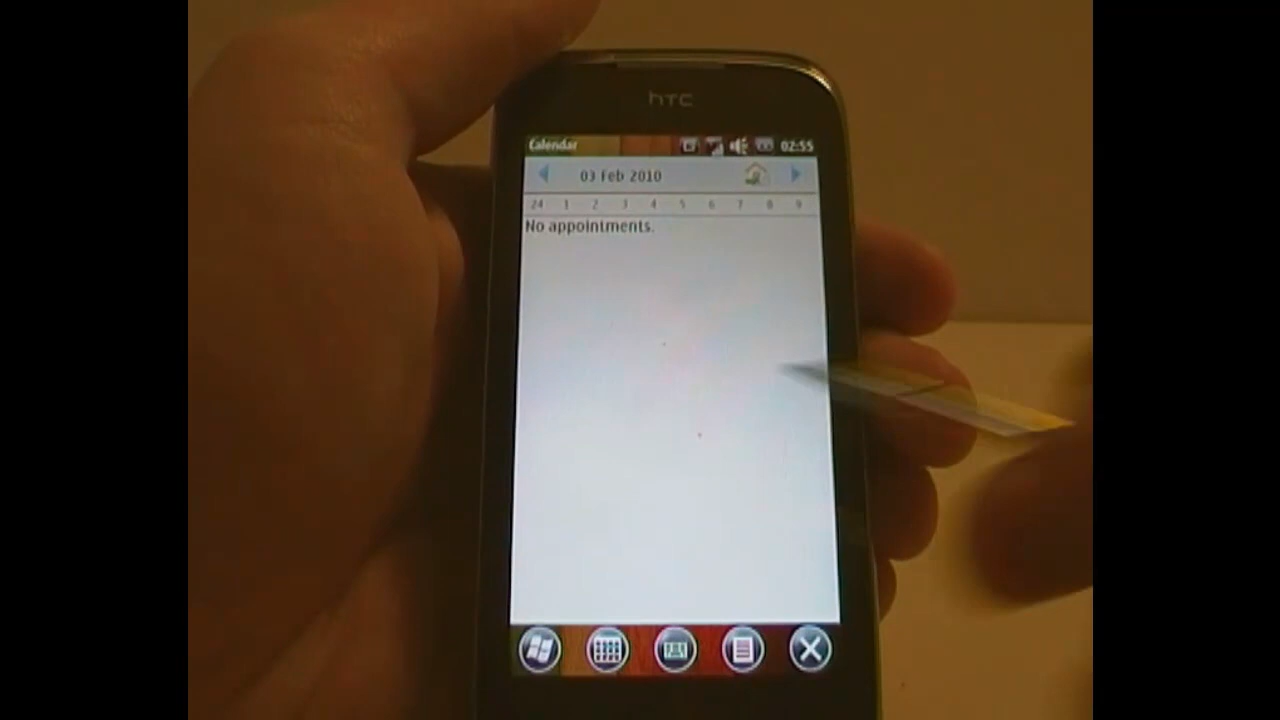 hTC
Calendar 02:55
03 Feb 2010
24 1 2 3 4 5 6 7 8 9
No appointments.